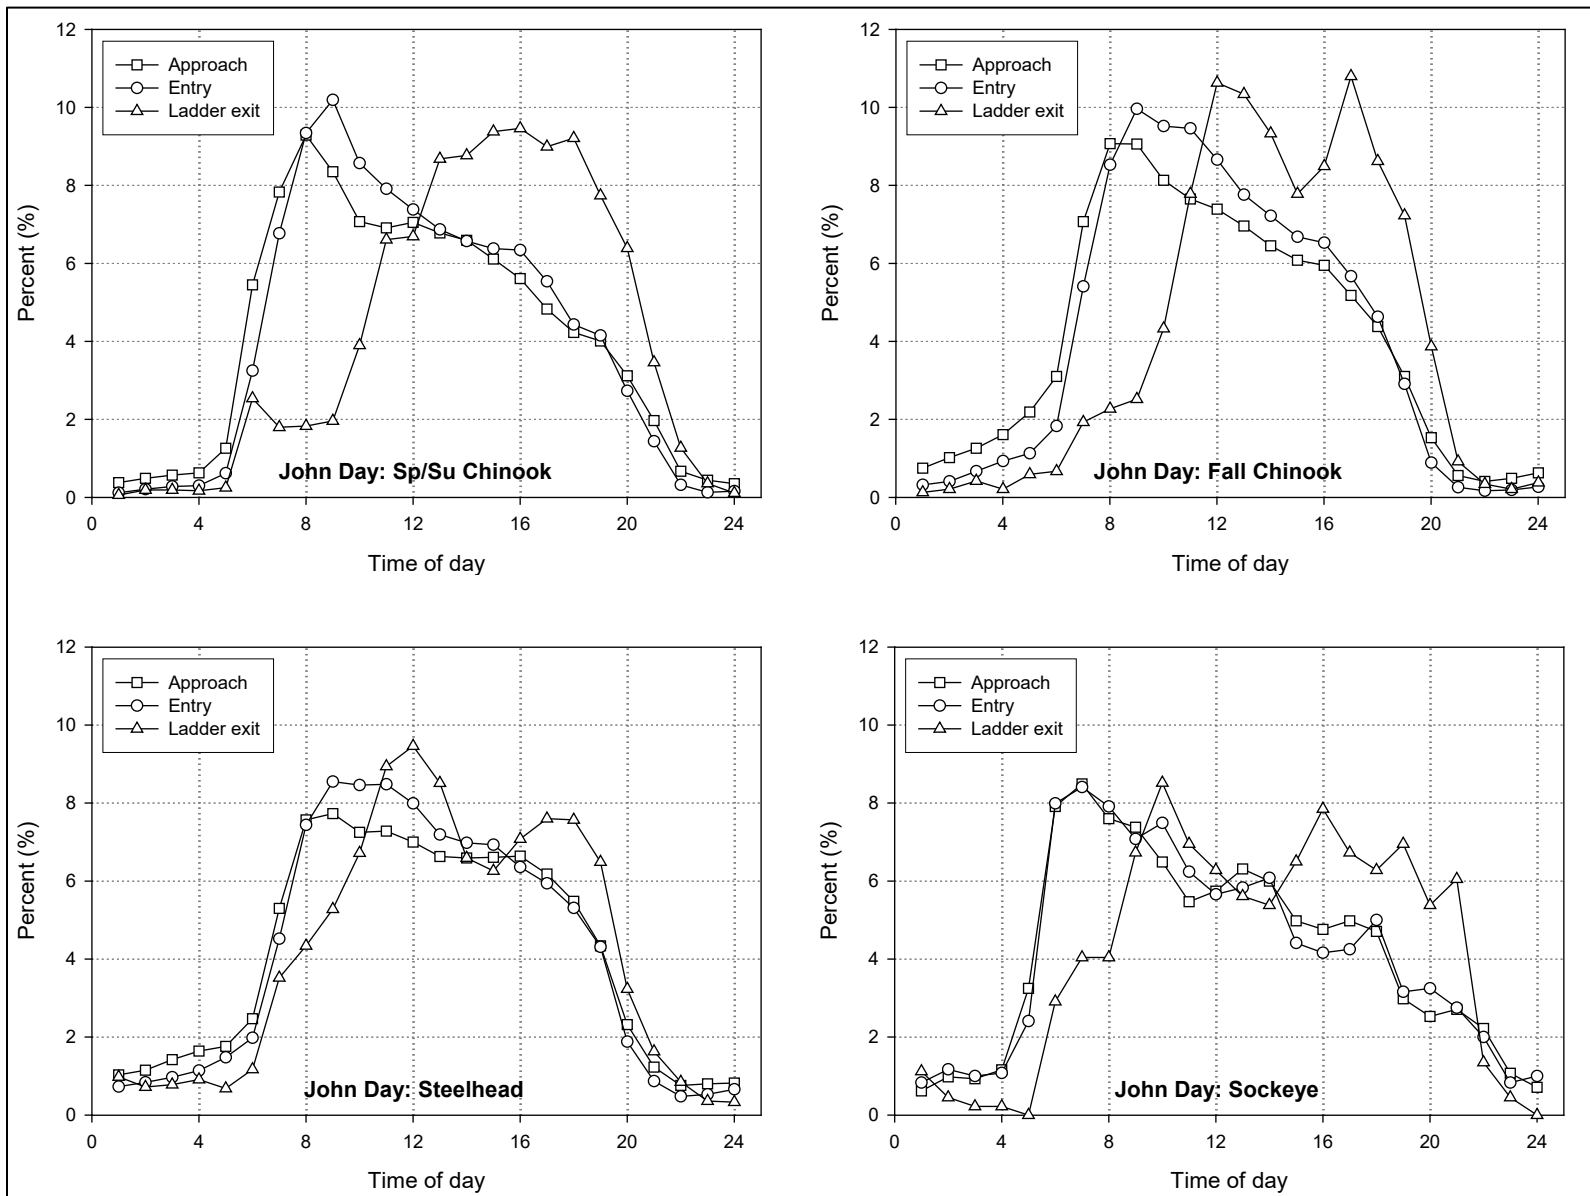 12
10
8
6
4
2
0
Percent (%)
Approach
Entry
Ladder exit
John Day: Sp/Su Chinook
0 4 8 12 16 20 24
Time of day
12
10
8
6
4
2
0
Percent (%)
Approach
Entry
Ladder exit
John Day: Fall Chinook
0 4 8 12 16 20 24
Time of day
12
10
8
6
4
2
0
Percent (%)
Approach
Entry
Ladder exit
John Day: Steelhead
0 4 8 12 16 20 24
Time of day
12
10
8
6
4
2
0
Percent (%)
Approach
Entry
Ladder exit
John Day: Sockeye
0 4 8 12 16 20 24
Time of day